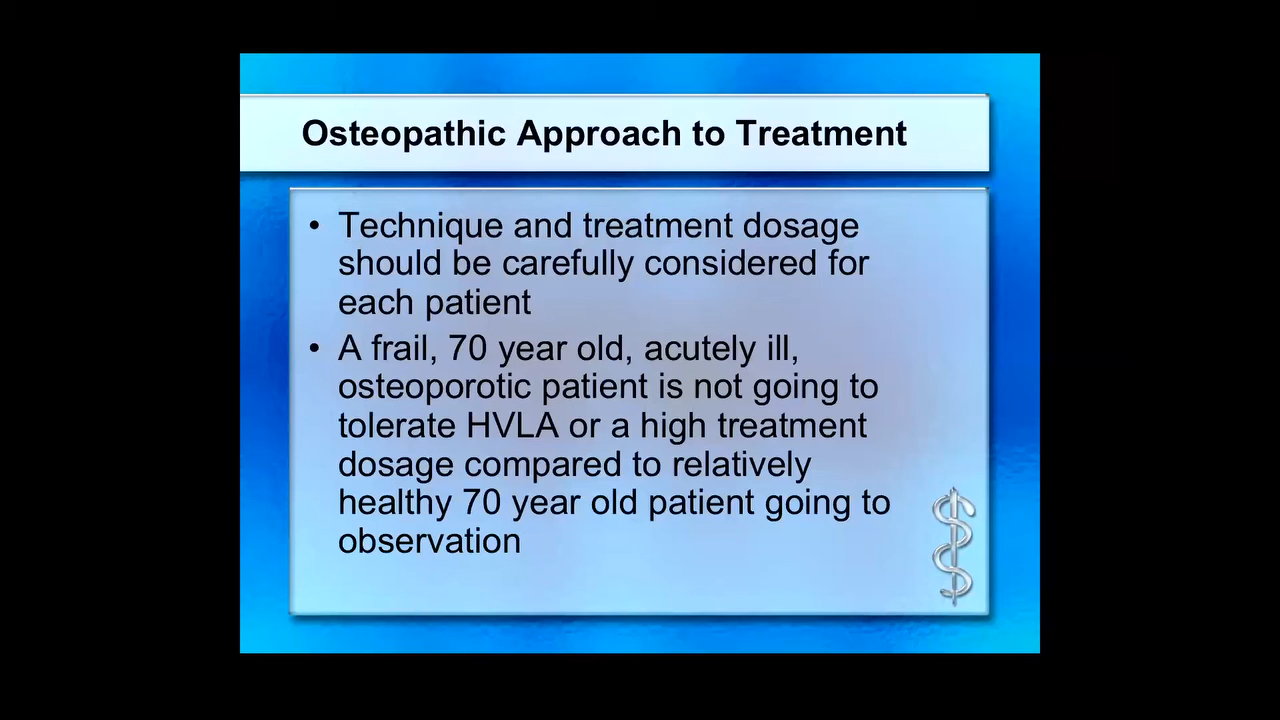 Osteopathic Approach to Treatment
• Technique and treatment dosage
should be carefully considered for
each patient
• A frail, 70 year old, acutely ill,
osteoporotic patient is not going to
tolerate HVLA or a high treatment
dosage compared to relatively
healthy 70 year old patient going to
observation